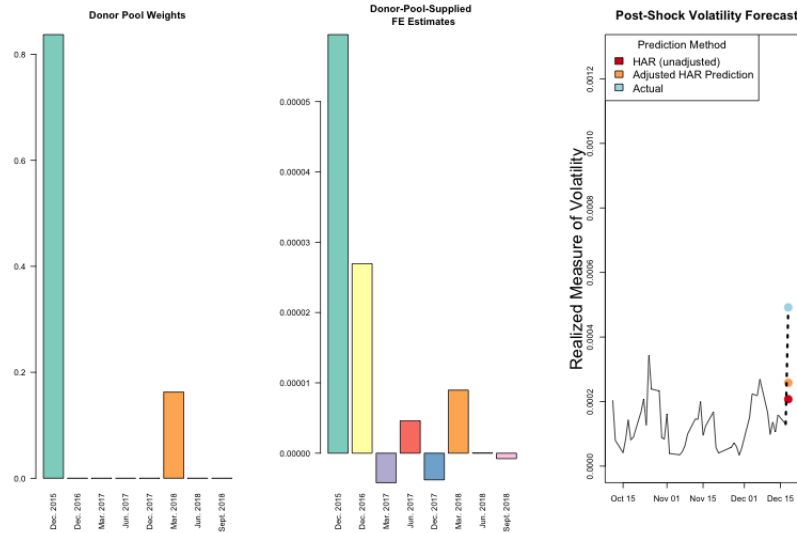 Donor Pool Weights
0.8
0.6
0.4
0.2
0.0
Dec. 2015
Dec. 2016
Mar. 2017
Jun. 2017
Dec. 2017
Mar. 2018
Jun. 2018
Sept. 2018
Donor-Pool-Supplied
FE Estimates
0.00005
0.00003
0.00002
0.00001
0.00000
Dec. 2015
Dec. 2016
Mar. 2017
Jun. 2017
Dec. 2017
Mar. 2018
Jun. 2018
Sept. 2018
Post-Shock Volatility Forecast
Prediction Method
HAR (unadjusted)
Adjusted HAR Prediction
Actual
Realized Measure of Volatility
0.0012
0.0010
0.0008
0.0006
0.0004
0.0002
0.0000
Oct 15
Nov 01
Nov 15
Dec 01
Dec 15